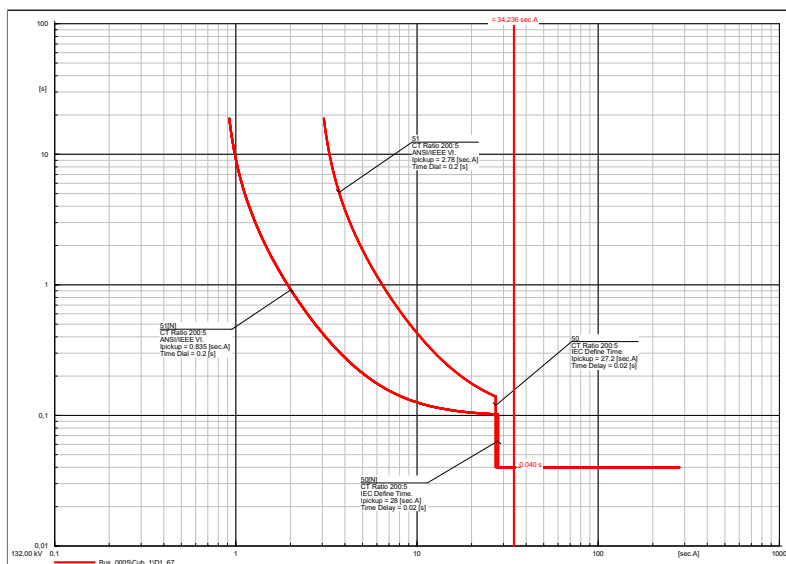 = 34,236 sec.A
100
[s]
10
1
0,1
0,01
51
CT Ratio 200:5
ANSI/IEEE VI.
Ipickup = 2.78 [sec.A]
Time Dial = 0.2 [s]
51[N]
CT Ratio 200:5
ANSI/IEEE VI.
Ipickup = 0.835 [sec.A]
Time Dial = 0.2 [s]
50
CT Ratio 200:5
IEC Define Time.
Ipickup = 27.2 [sec.A]
Time Delay = 0.02 [s]
0.040 s
50[N]
CT Ratio 200:5
IEC Define Time.
Ipickup = 28 [sec.A]
Time Delay = 0.02 [s]
132,00 kV 0,1 1 10 100 [sec.A] 1000
Bus_0005\Cub_1\D1_67